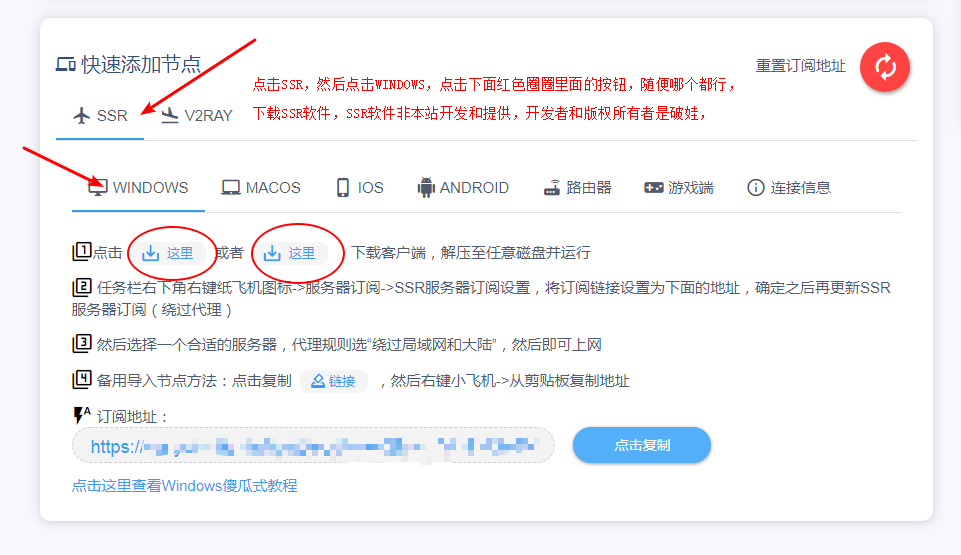 快速添加节点
重置订阅地址
点击SSR，然后点击WINDOWS，点击下面红色圈圈里面的按钮，随便哪个都行，
下载SSR软件，SSR软件非本站开发和提供，开发者和版权所有者是破娃，
SSR V2RAY
WINDOWS MACOS IOS ANDROID 路由器 游戏端 连接信息
1 点击 这里 或者 这里 下载客户端，解压至任意磁盘并运行
2 任务栏右下角右键纸飞机图标->服务器订阅->SSR服务器订阅设置，将订阅链接设置为下面的地址，确定之后再更新SSR
服务器订阅（绕过代理）
3 然后选择一个合适的服务器，代理规则选“绕过局域网和大陆”，然后即可上网
4 备用导入节点方法：点击复制 链接 ，然后右键小飞机->从剪贴板复制地址
A 订阅地址：
https:/
点击复制
点击这里查看Windows傻瓜式教程